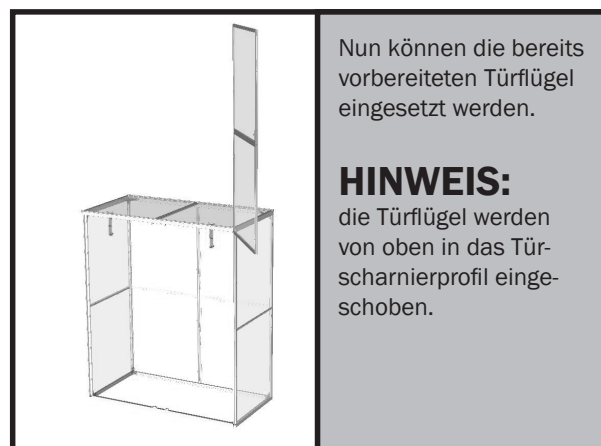 Nun können die bereits
vorbereiteten Türflügel
eingesetzt werden.
HINWEIS:
die Türflügel werden
von oben in das Tür-
scharnierprofil einge-
schoben.